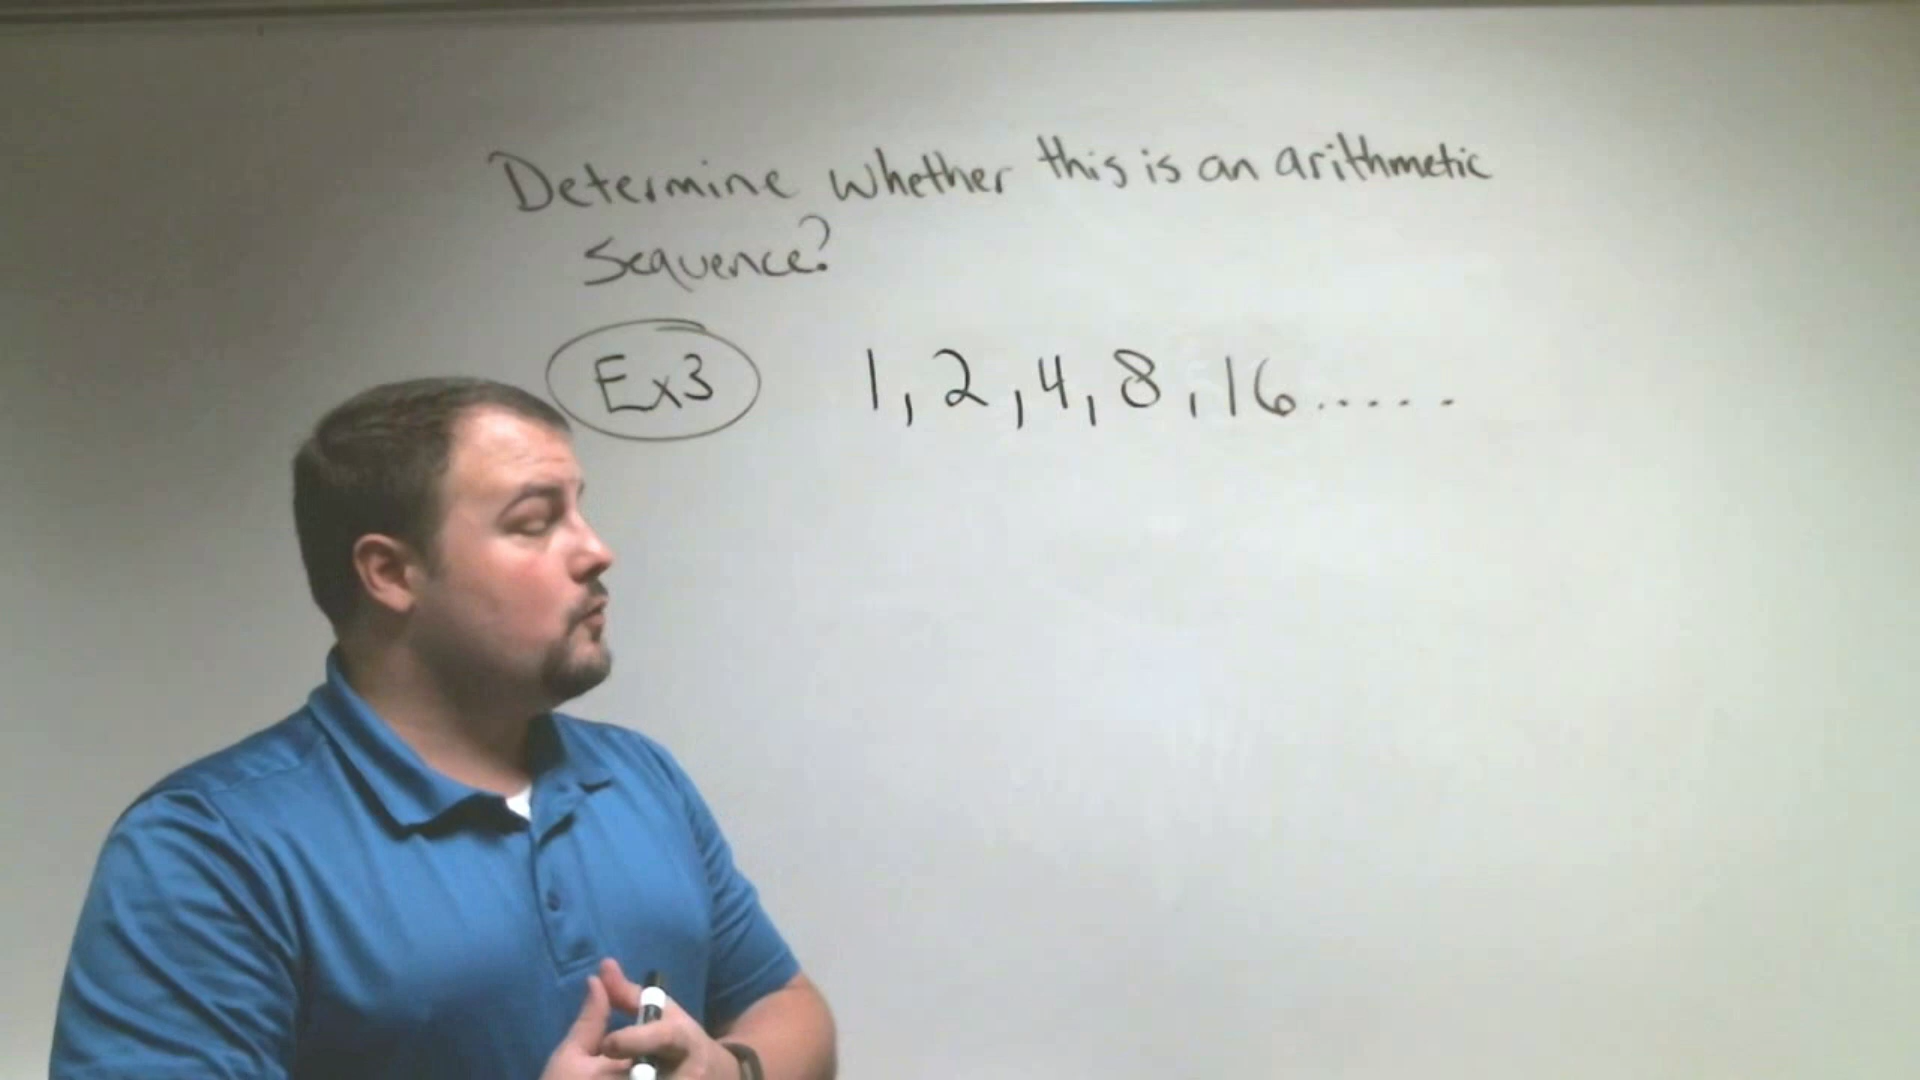 Determine whether this is an arithmetic
sequence?
Ex3 1, 2, 4, 8, 16.....